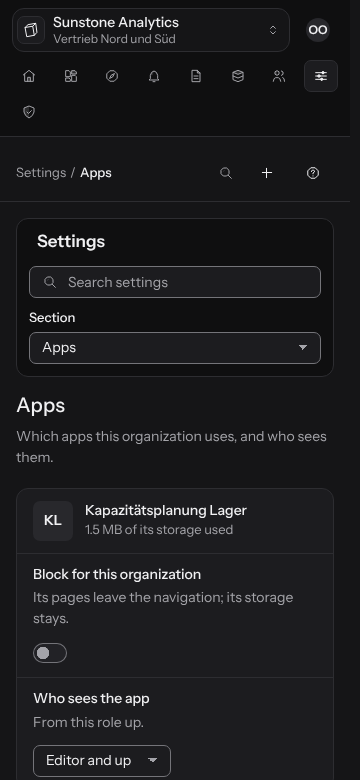 Sunstone Analytics
Vertrieb Nord und Süd
OO
Settings / Apps
Settings
Search settings
Section
Apps
Apps
Which apps this organization uses, and who sees
them.
KL
Kapazitätsplanung Lager
1.5 MB of its storage used
Block for this organization
Its pages leave the navigation; its storage
stays.
Who sees the app
From this role up.
Editor and up